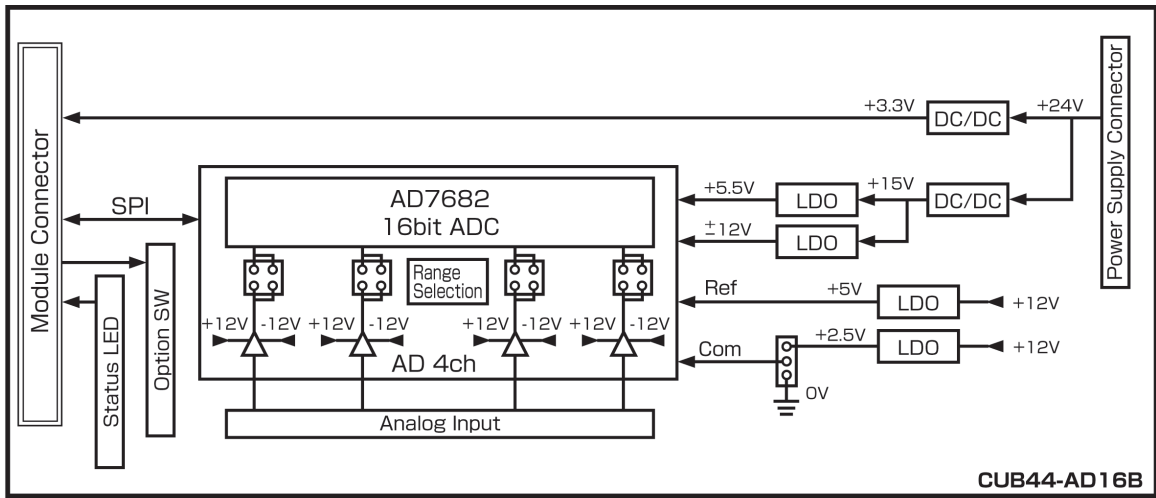 Module Connector
+3.3V
DC/DC
+24V
Power Supply Connector
SPI
AD7682
16bit ADC
+5.5V
LDO
+15V
DC/DC
±12V
LDO
Range
Selection
Ref
+5V
LDO
+12V
+12V
-12V
+12V
-12V
+12V
-12V
+12V
-12V
AD 4ch
Com
+2.5V
LDO
+12V
0V
Status LED
Option SW
Analog Input
CUB44-AD16B